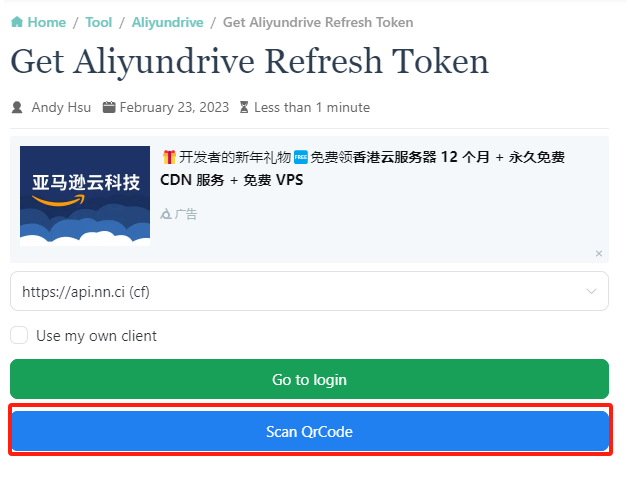 Home / Tool / Aliyundrive / Get Aliyundrive Refresh Token
Get Aliyundrive Refresh Token
Andy Hsu February 23, 2023 Less than 1 minute
亚马逊云科技
🎁开发者的新年礼物 FREE 免费领香港云服务器 12 个月 + 永久免费
CDN 服务 + 免费 VPS
广告
×
https://api.nn.ci (cf)
Use my own client
Go to login
Scan QrCode